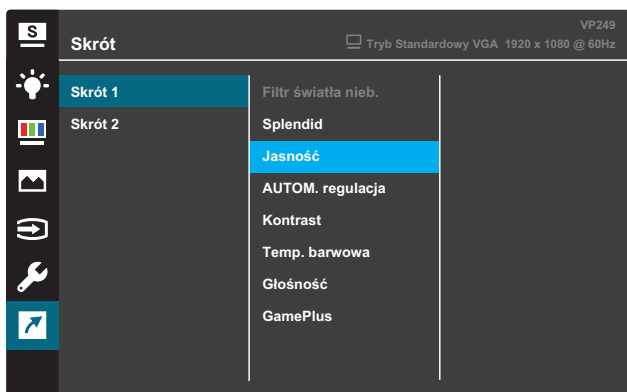 S
VP249
Skrót
Tryb Standardowy VGA 1920 x 1080 @ 60Hz
Skrót 1
Skrót 2
Filtr światła nieb.
Splendid
Jasność
AUTOM. regulacja
Kontrast
Temp. barwowa
Głośność
GamePlus